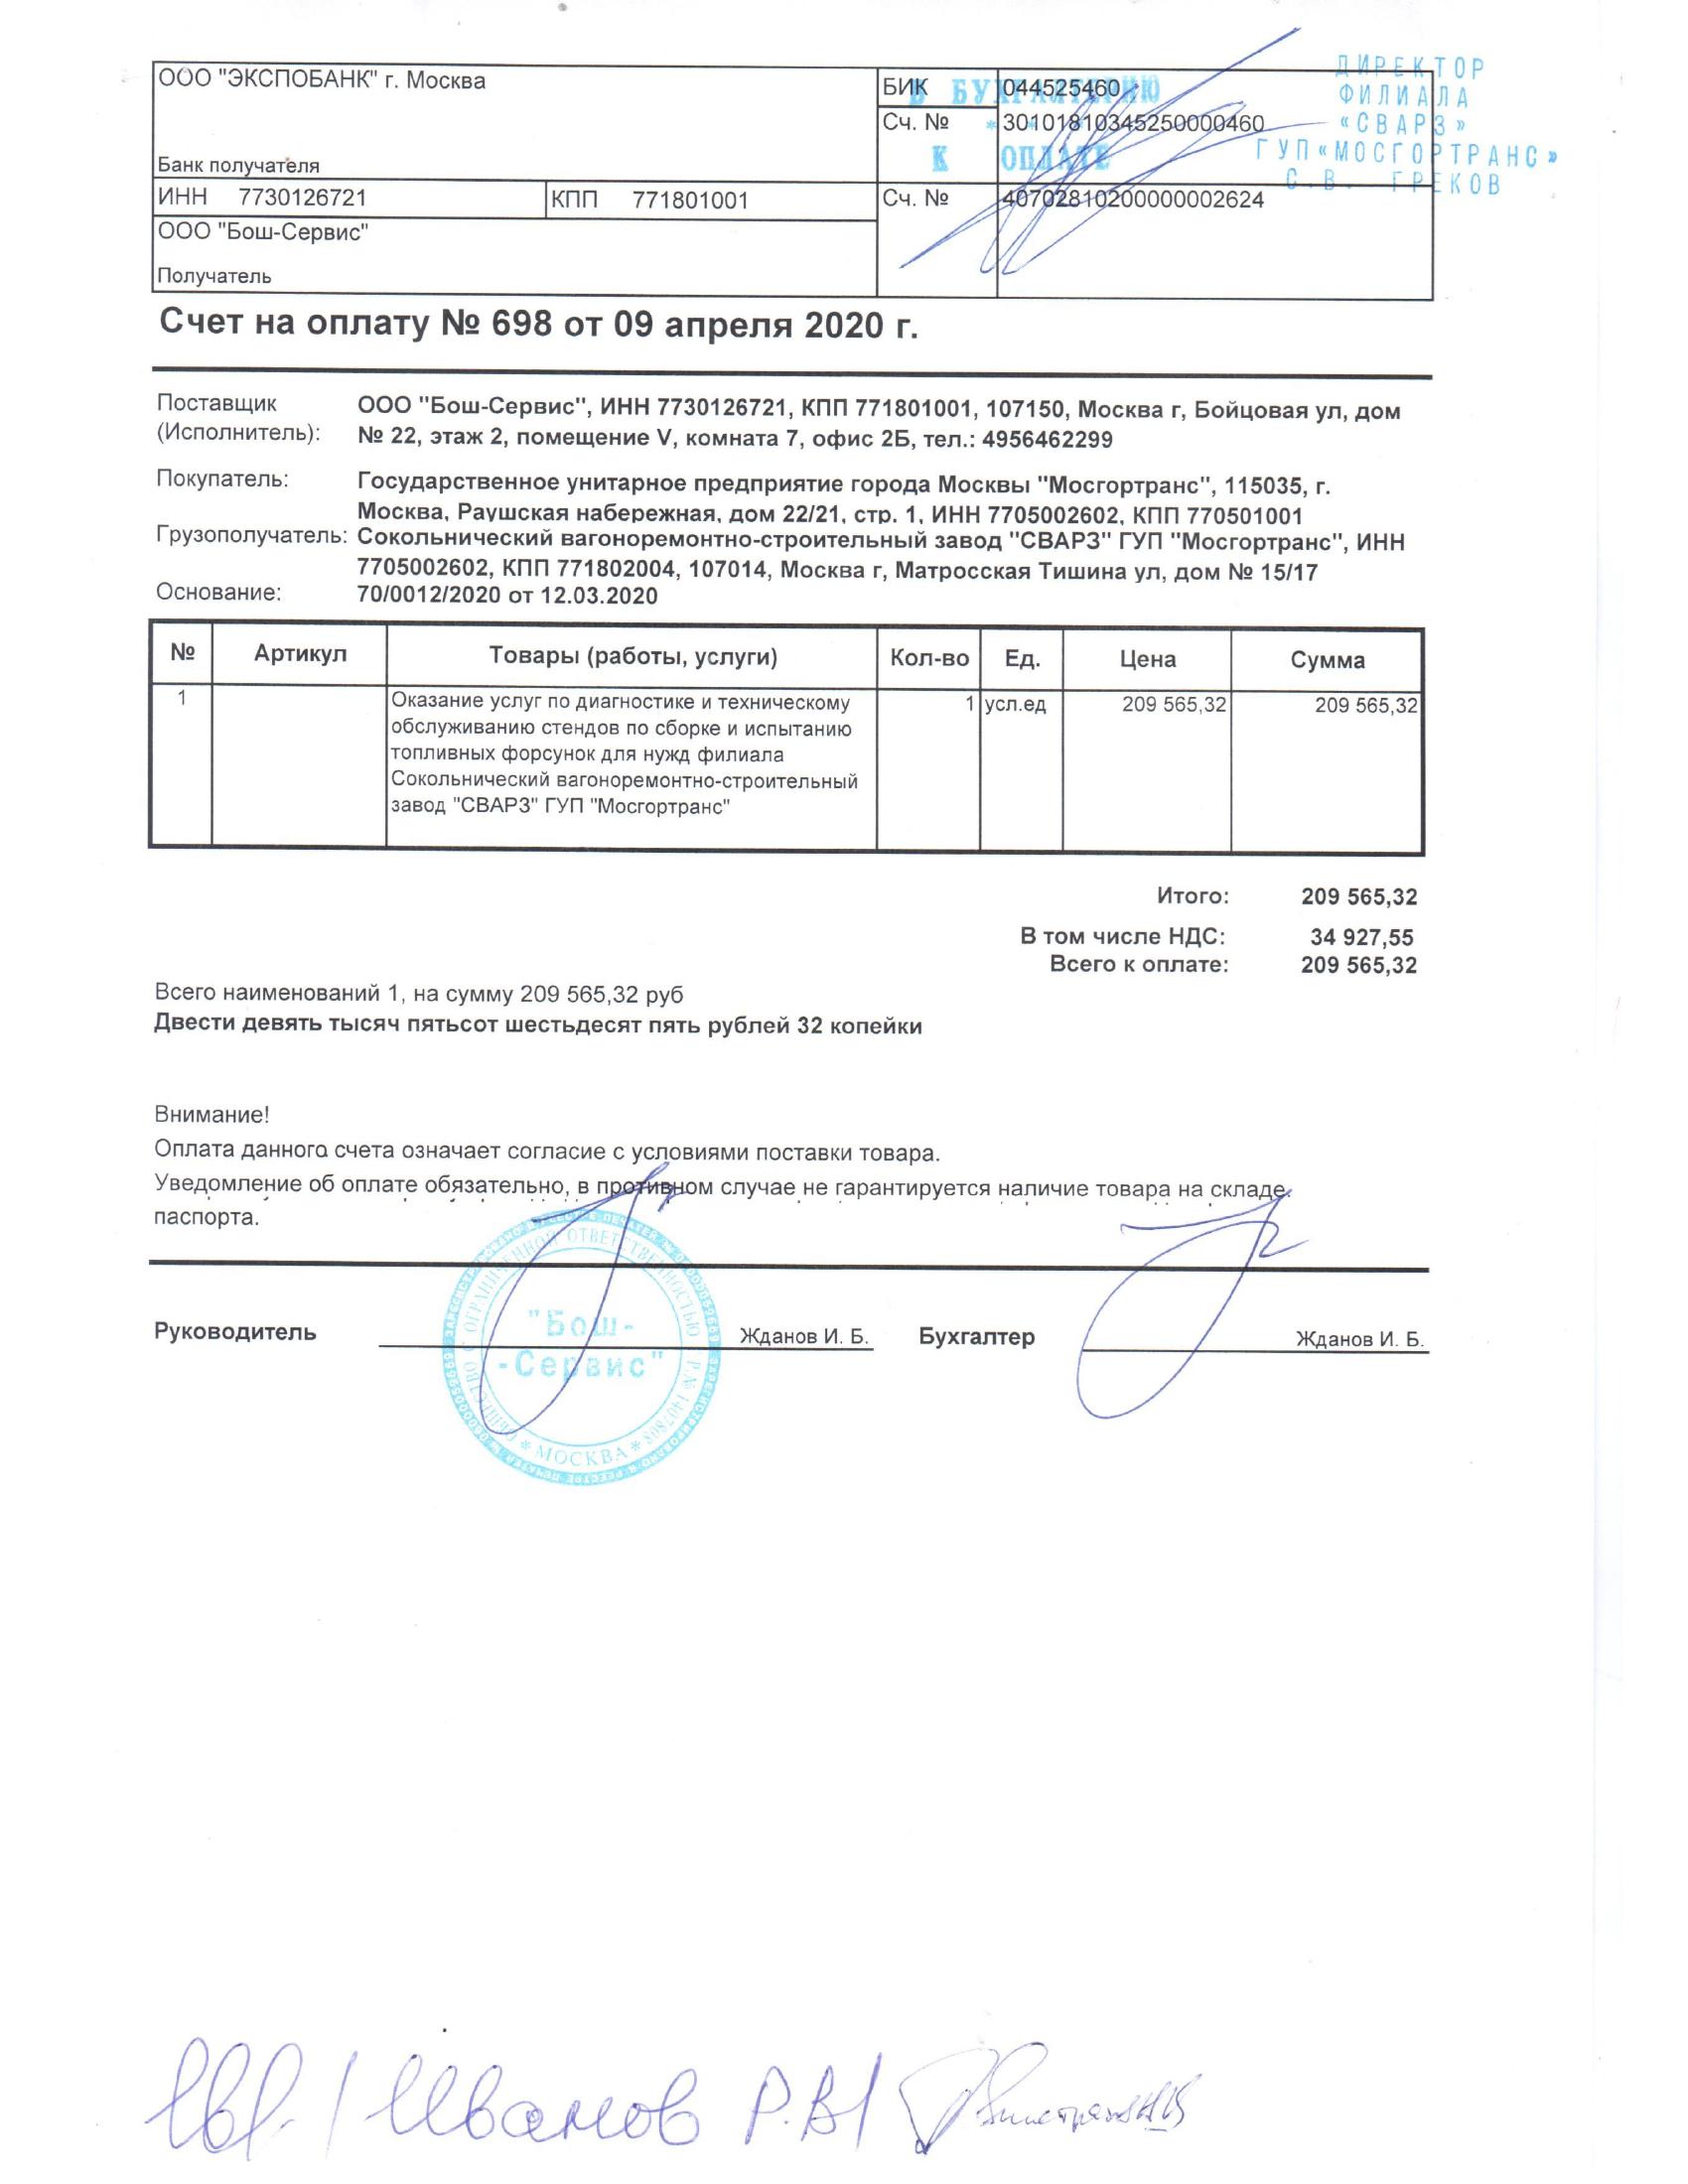 ООО "ЭКСПОБАНК" г. Москва
БИК 044525460
Сч. № 30101810345250000460
Банк получателя
ИНН 7730126721 КПП 771801001 Сч. № 40702810200000002624
ООО "Бош-Сервис"
Получатель
В БУХГАЛТЕРИЮ
К ОПЛАТЕ
ДИРЕКТОР
ФИЛИАЛА
«СВАРЗ»
ГУП«МОСГОРТРАНС»
С.В. ГРЕКОВ
Счет на оплату № 698 от 09 апреля 2020 г.
Поставщик ООО "Бош-Сервис", ИНН 7730126721, КПП 771801001, 107150, Москва г, Бойцовая ул, дом
(Исполнитель): № 22, этаж 2, помещение V, комната 7, офис 2Б, тел.: 4956462299
Покупатель: Государственное унитарное предприятие города Москвы "Мосгортранс", 115035, г.
Москва, Раушская набережная, дом 22/21, стр. 1, ИНН 7705002602, КПП 770501001
Грузополучатель: Сокольнический вагоноремонтно-строительный завод "СВАРЗ" ГУП "Мосгортранс", ИНН
7705002602, КПП 771802004, 107014, Москва г, Матросская Тишина ул, дом № 15/17
Основание: 70/0012/2020 от 12.03.2020
№ Артикул Товары (работы, услуги) Кол-во Ед. Цена Сумма
1 Оказание услуг по диагностике и техническому 1 усл.ед 209 565,32 209 565,32
обслуживанию стендов по сборке и испытанию
топливных форсунок для нужд филиала
Сокольнический вагоноремонтно-строительный
завод "СВАРЗ" ГУП "Мосгортранс"
Итого: 209 565,32
В том числе НДС: 34 927,55
Всего к оплате: 209 565,32
Всего наименований 1, на сумму 209 565,32 руб
Двести девять тысяч пятьсот шестьдесят пять рублей 32 копейки
Внимание!
Оплата данного счета означает согласие с условиями поставки товара.
Уведомление об оплате обязательно, в противном случае не гарантируется наличие товара на складе.
паспорта.
Руководитель Жданов И. Б. Бухгалтер Жданов И. Б.
ОБЩЕСТВО С ОГРАНИЧЕННОЙ ОТВЕТСТВЕННОСТЬЮ
"Бош-
-Сервис"
* МОСКВА *
Иванов Р.В.